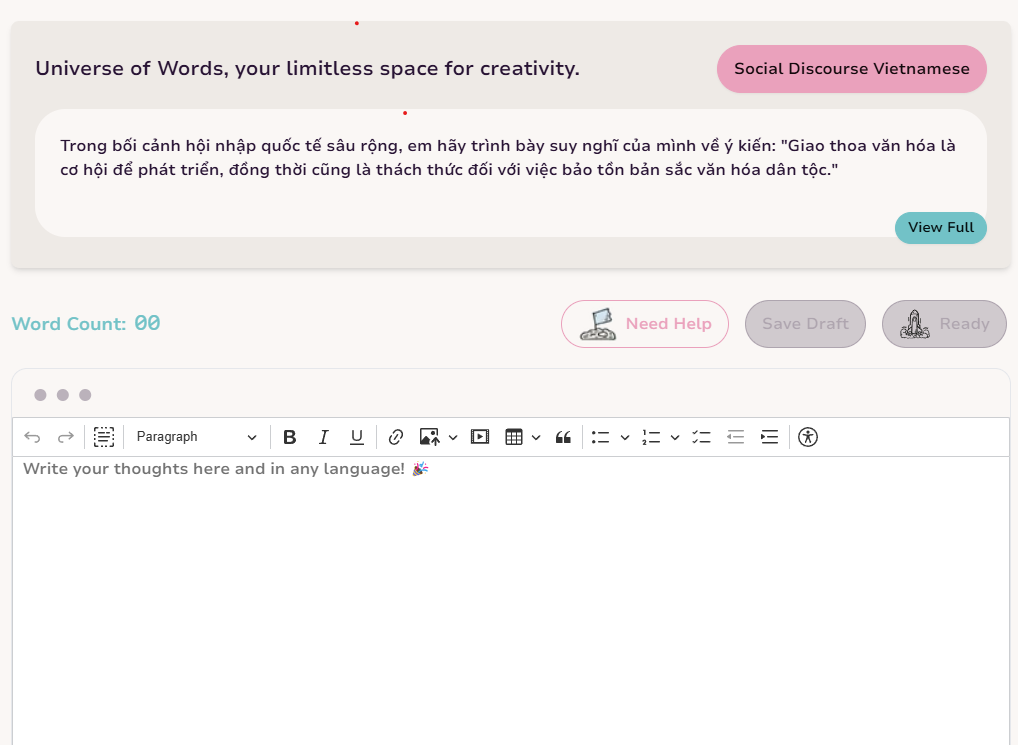 Universe of Words, your limitless space for creativity.
Social Discourse Vietnamese
Trong bối cảnh hội nhập quốc tế sâu rộng, em hãy trình bày suy nghĩ của mình về ý kiến: "Giao thoa văn hóa là
cơ hội để phát triển, đồng thời cũng là thách thức đối với việc bảo tồn bản sắc văn hóa dân tộc."
View Full
Word Count: 00
Need Help
Save Draft
Ready
Paragraph
Write your thoughts here and in any language! 🎉